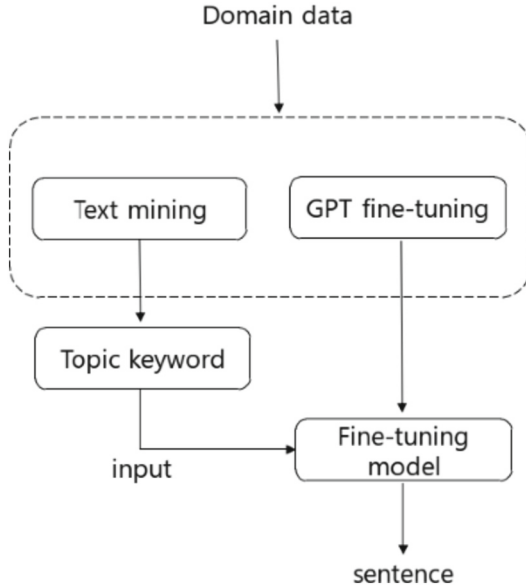 Domain data
Text mining
GPT fine-tuning
Topic keyword
Fine-tuning
model
input
sentence